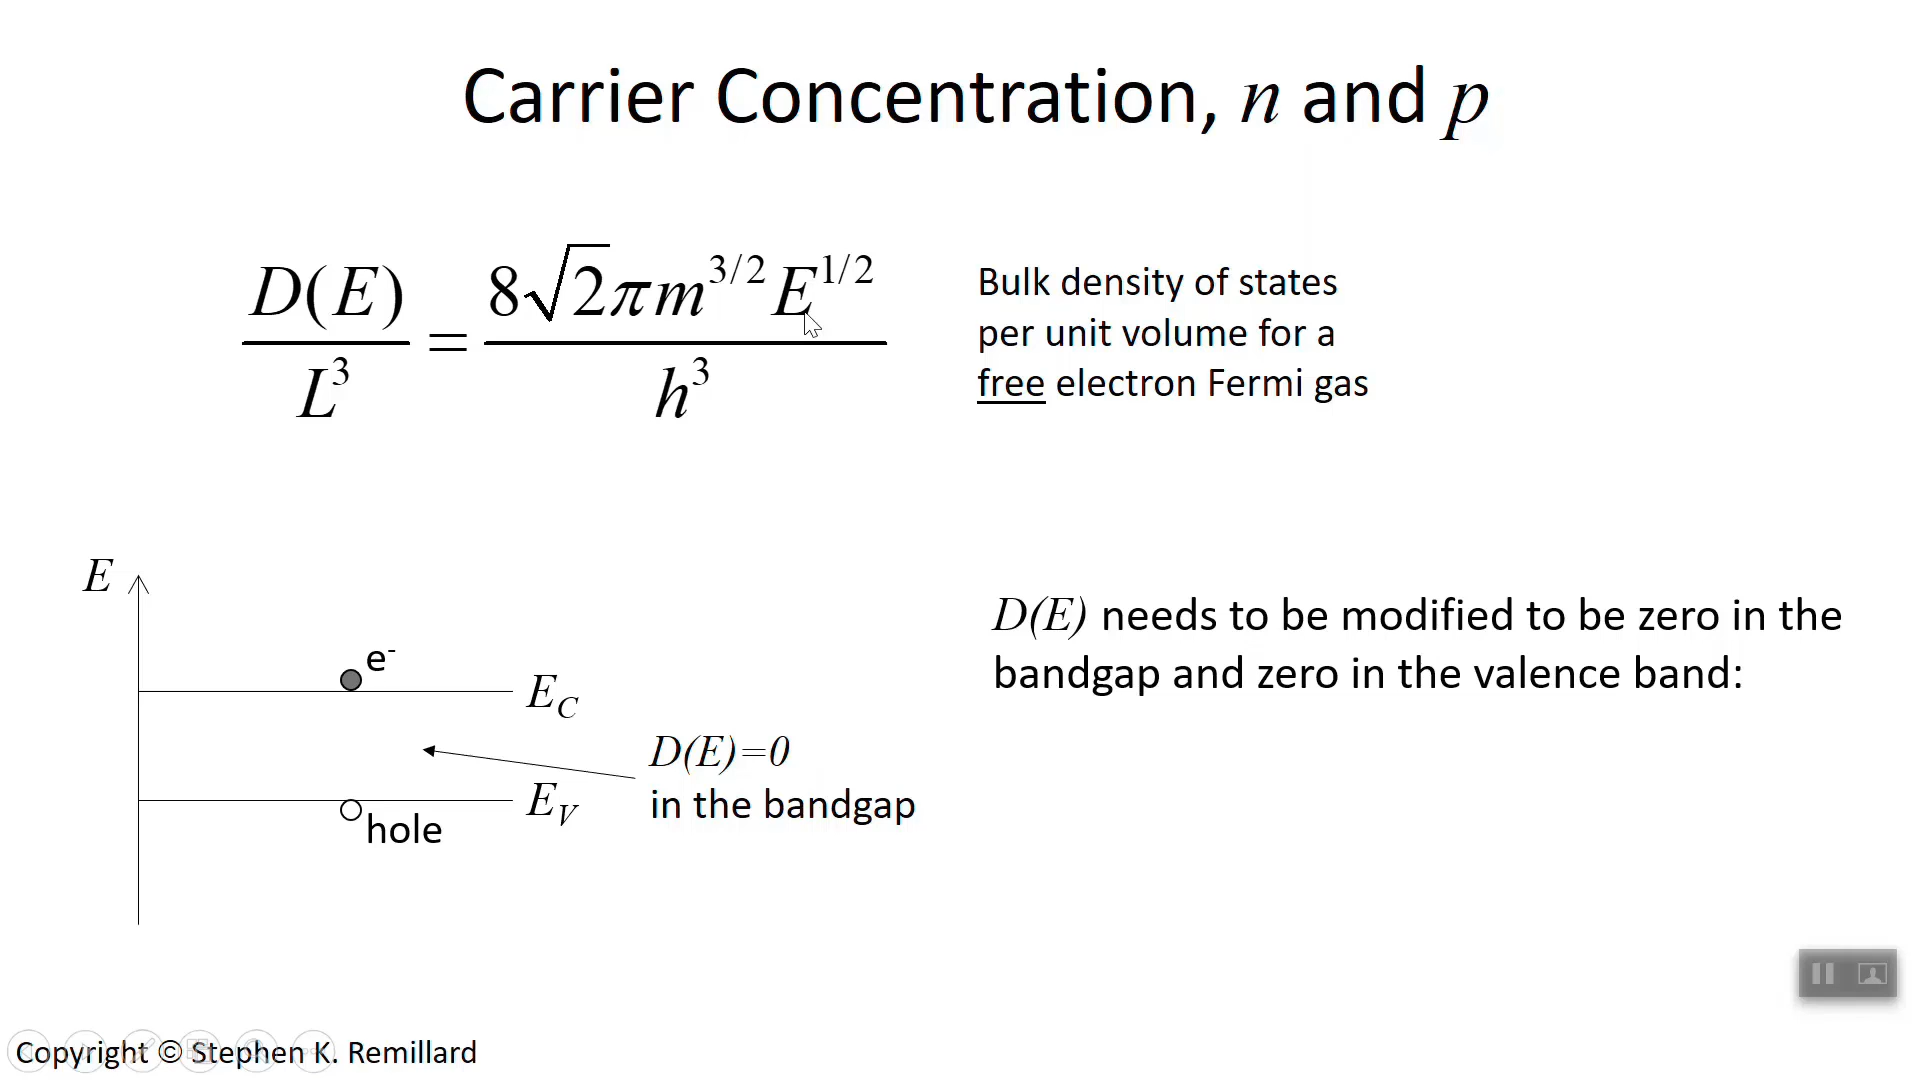 Carrier Concentration, n and p
D(E)/L³ = 8√2πm^3/2 E^1/2 / h³
Bulk density of states
per unit volume for a
free electron Fermi gas
E
e⁻
E_C
D(E) needs to be modified to be zero in the
bandgap and zero in the valence band:
D(E)=0
in the bandgap
E_V
hole
Copyright © Stephen K. Remillard